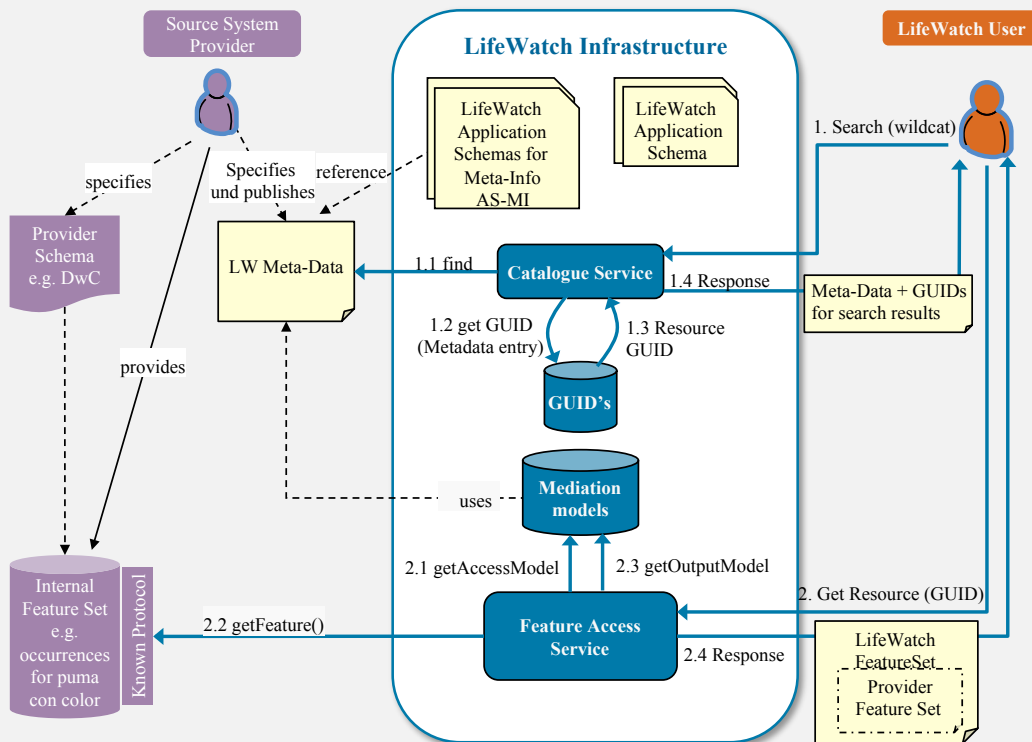 Source System
Provider
LifeWatch Infrastructure
LifeWatch User
LifeWatch
Application
Schemas for
Meta-Info
AS-MI
LifeWatch
Application
Schema
1. Search (wildcat)
specifies
Specifies
und publishes
reference
Provider
Schema
e.g. DwC
LW Meta-Data
1.1 find
Catalogue Service
1.4 Response
Meta-Data + GUIDs
for search results
1.2 get GUID
(Metadata entry)
1.3 Resource
GUID
provides
GUID's
uses
Mediation
models
2.1 getAccessModel
2.3 getOutputModel
2. Get Resource (GUID)
Internal
Feature Set
e.g.
occurrences
for puma
con color
Known Protocol
2.2 getFeature()
Feature Access
Service
2.4 Response
LifeWatch
FeatureSet
Provider
Feature Set